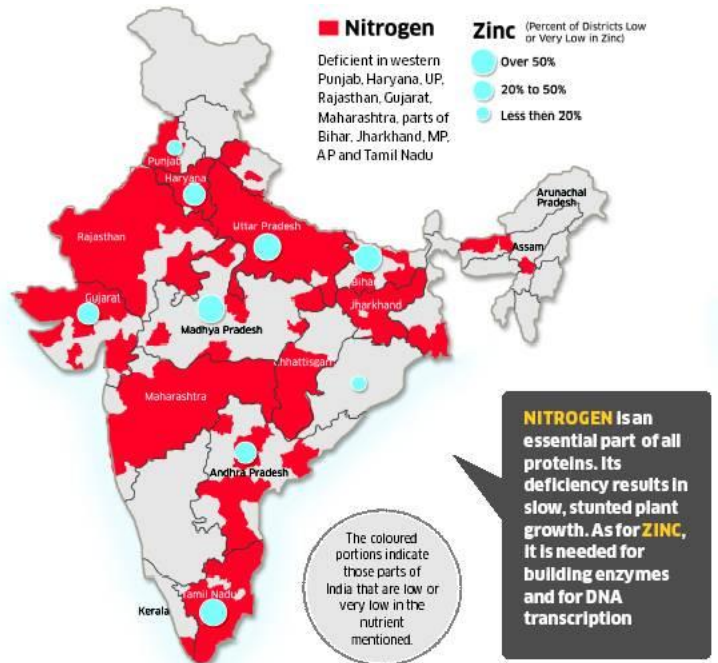 Nitrogen
Deficient in western
Punjab, Haryana, UP,
Rajasthan, Gujarat,
Maharashtra, parts of
Bihar, Jharkhand, MP,
AP and Tamil Nadu
Zinc (Percent of Districts Low
or Very Low in Zinc)
Over 50%
20% to 50%
Less then 20%
Punjab
Haryana
Rajasthan
Uttar Pradesh
Arunachal
Pradesh
Assam
Bihar
Jharkhand
Gujarat
Madhya Pradesh
Chhattisgarh
Maharashtra
Andhra Pradesh
Tamil Nadu
Kerala
The coloured
portions indicate
those parts of
India that are low or
very low in the
nutrient
mentioned.
NITROGEN is an
essential part of all
proteins. Its
deficiency results in
slow, stunted plant
growth. As for ZINC,
it is needed for
building enzymes
and for DNA
transcription